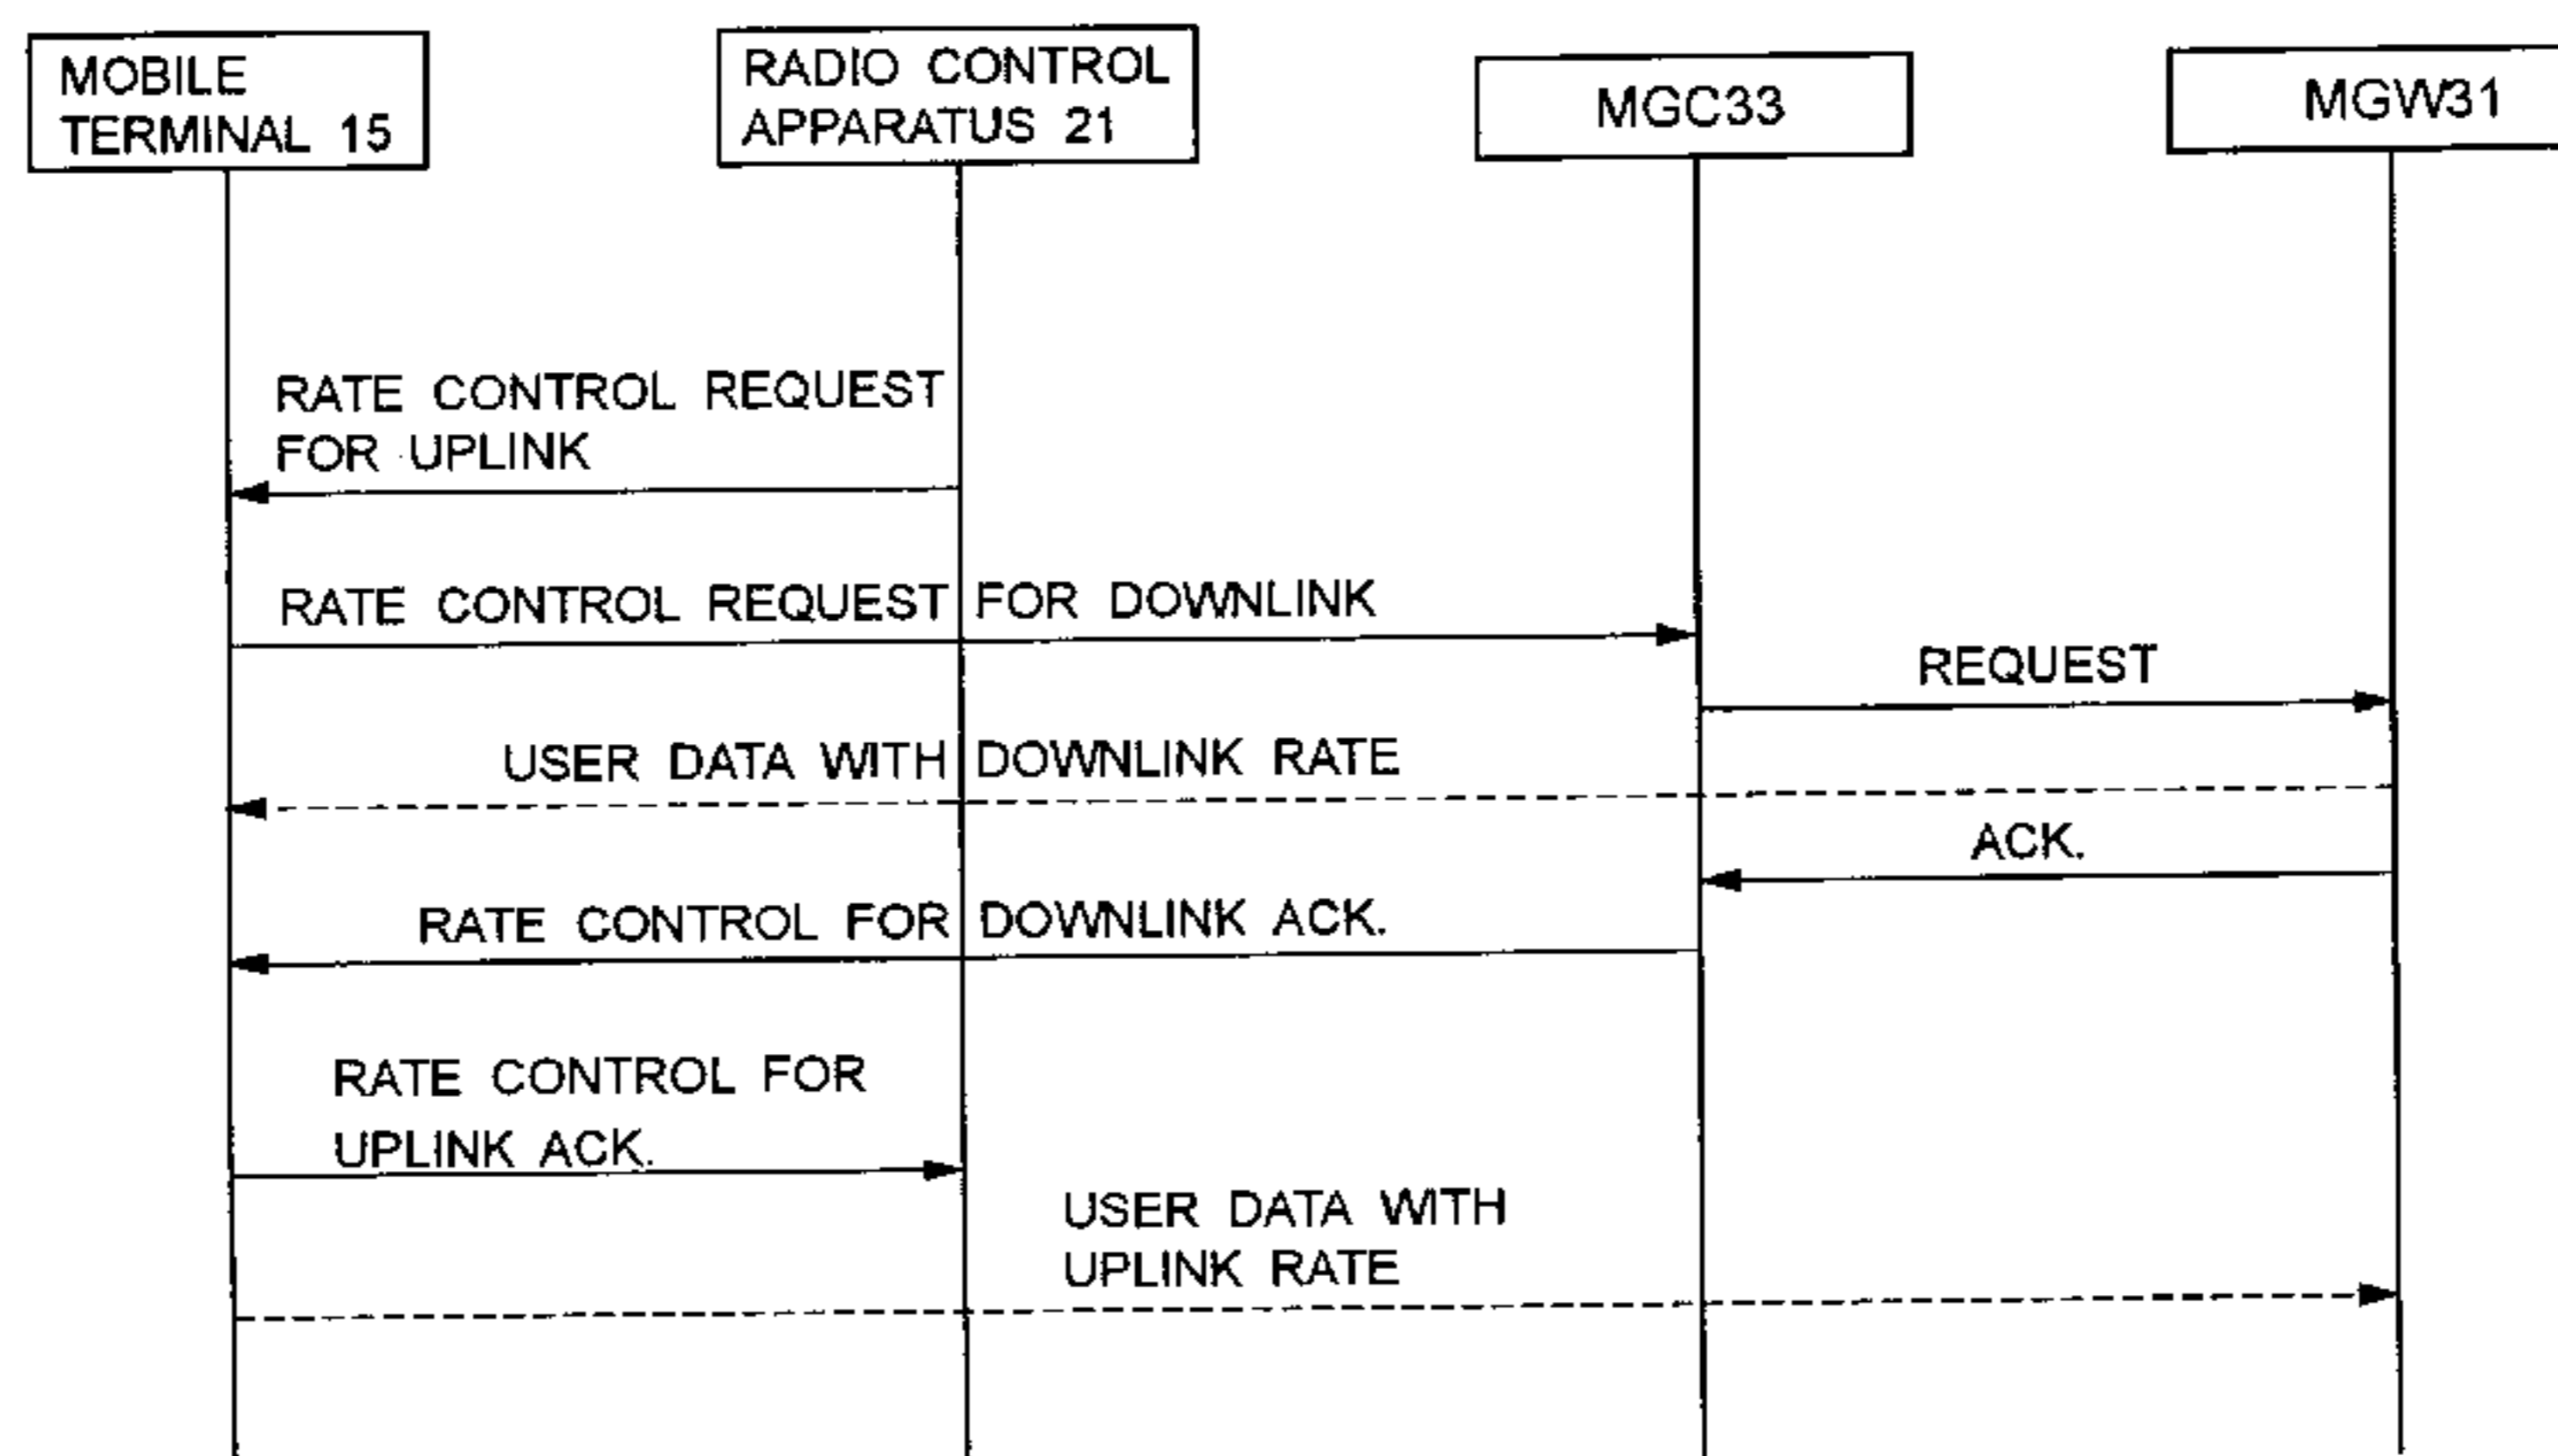 MOBILE
TERMINAL 15
RADIO CONTROL
APPARATUS 21
MGC33
MGW31
RATE CONTROL REQUEST
FOR UPLINK
RATE CONTROL REQUEST FOR DOWNLINK
REQUEST
USER DATA WITH DOWNLINK RATE
ACK.
RATE CONTROL FOR DOWNLINK ACK.
RATE CONTROL FOR
UPLINK ACK.
USER DATA WITH
UPLINK RATE